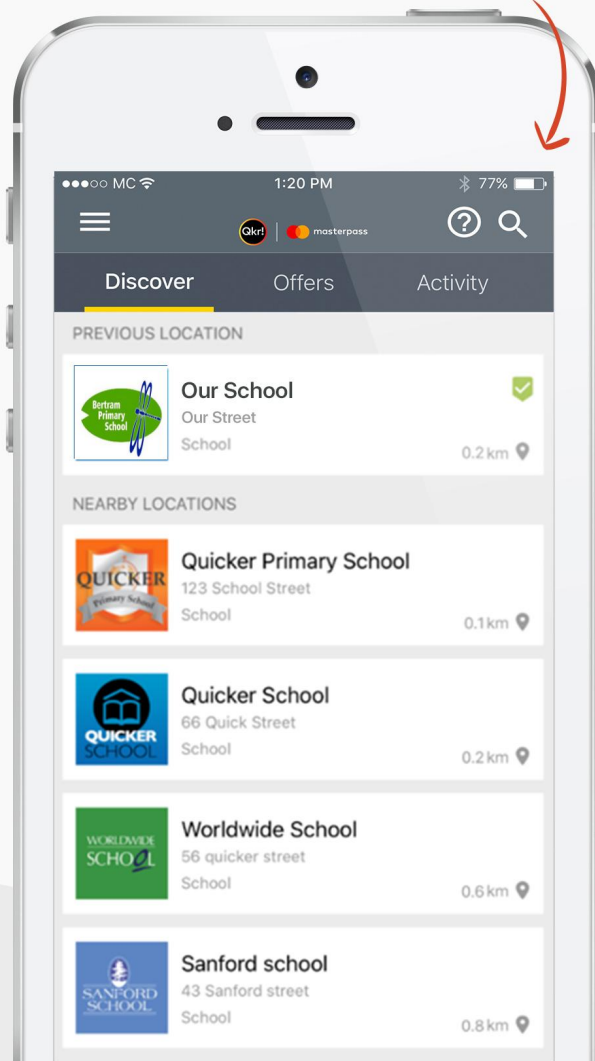 MC 1:20 PM 77%
Qkr! masterpass
Discover Offers Activity
PREVIOUS LOCATION
Bertram
Primary
School
Our School
Our Street
School
0.2 km
NEARBY LOCATIONS
QUICKER
Primary School
Quicker Primary School
123 School Street
School
0.1 km
QUICKER
SCHOOL
Quicker School
66 Quick Street
School
0.2 km
WORLDWIDE
SCHOOL
Worldwide School
56 quicker street
School
0.6 km
SANFORD
SCHOOL
Sanford school
43 Sanford street
School
0.8 km